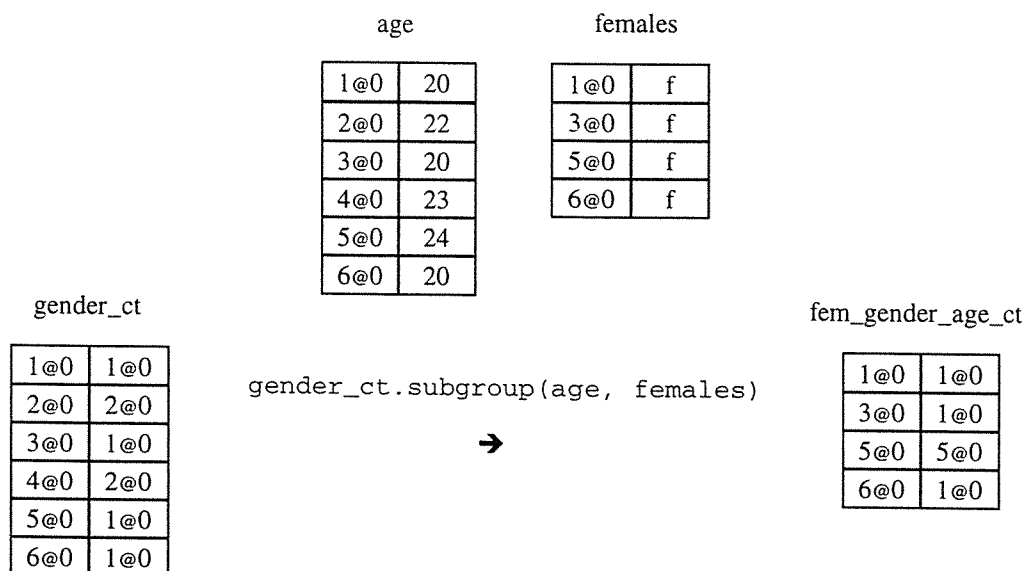 age
1@0 20
2@0 22
3@0 20
4@0 23
5@0 24
6@0 20
females
1@0 f
3@0 f
5@0 f
6@0 f
gender_ct
1@0 1@0
2@0 2@0
3@0 1@0
4@0 2@0
5@0 1@0
6@0 1@0
gender_ct.subgroup(age, females)
➔
fem_gender_age_ct
1@0 1@0
3@0 1@0
5@0 5@0
6@0 1@0